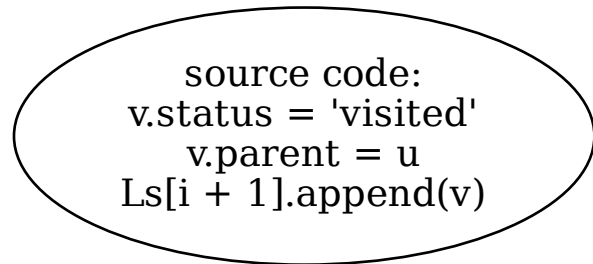 source code:
v.status = 'visited'
v.parent = u
Ls[i + 1].append(v)